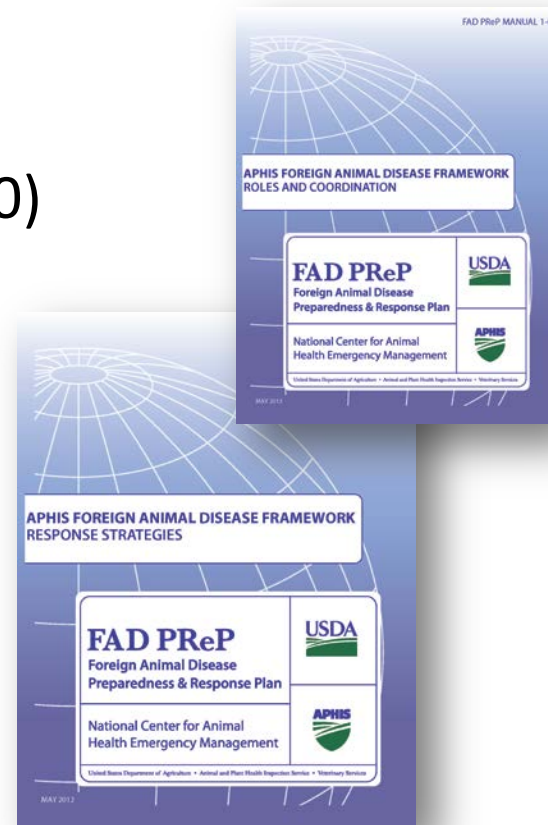 0)
FAD PReP MANUAL 1-
APHIS FOREIGN ANIMAL DISEASE FRAMEWORK
ROLES AND COORDINATION
FAD PReP
Foreign Animal Disease
Preparedness & Response Plan
National Center for Animal
Health Emergency Management
USDA
APHIS
United States Department of Agriculture • Animal and Plant Health Inspection Service • Veterinary Services
APHIS FOREIGN ANIMAL DISEASE FRAMEWORK
RESPONSE STRATEGIES
FAD PReP
Foreign Animal Disease
Preparedness & Response Plan
National Center for Animal
Health Emergency Management
USDA
APHIS
United States Department of Agriculture • Animal and Plant Health Inspection Service • Veterinary Services